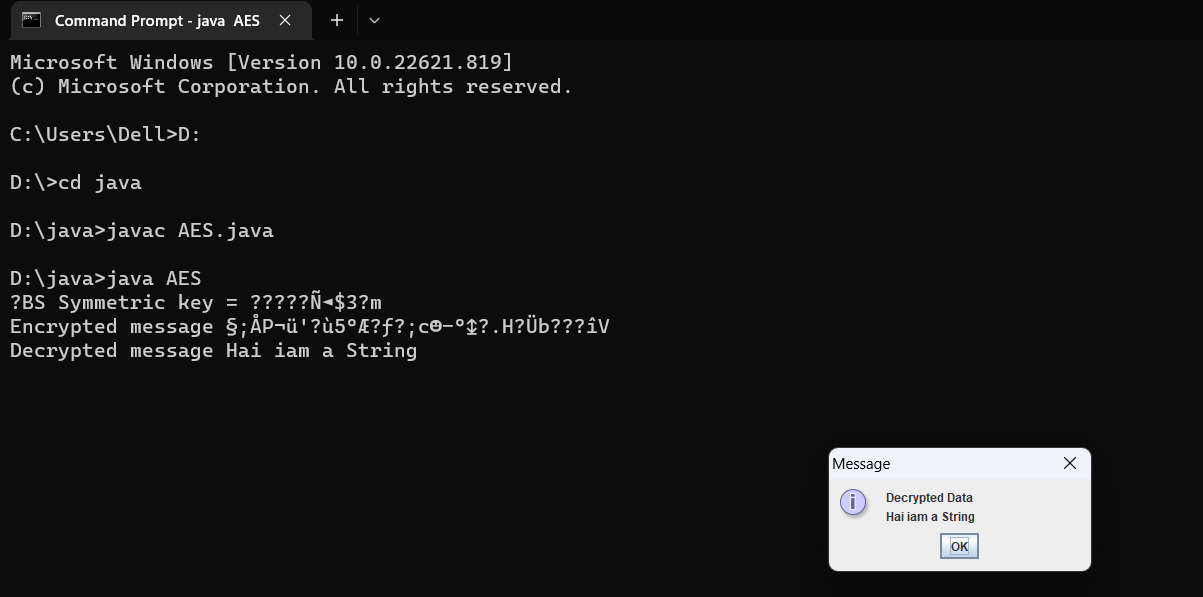 Command Prompt - java AES
Microsoft Windows [Version 10.0.22621.819]
(c) Microsoft Corporation. All rights reserved.
C:\Users\Dell>D:
D:\>cd java
D:\java>javac AES.java
D:\java>java AES
?BS Symmetric key = ?????Ñ◄$3?m
Encrypted message §;ÅP¬ü'?ù5°Æ?ƒ?;c☻–°↨?.H?Üb???îV
Decrypted message Hai iam a String
Message
Decrypted Data
Hai iam a String
OK